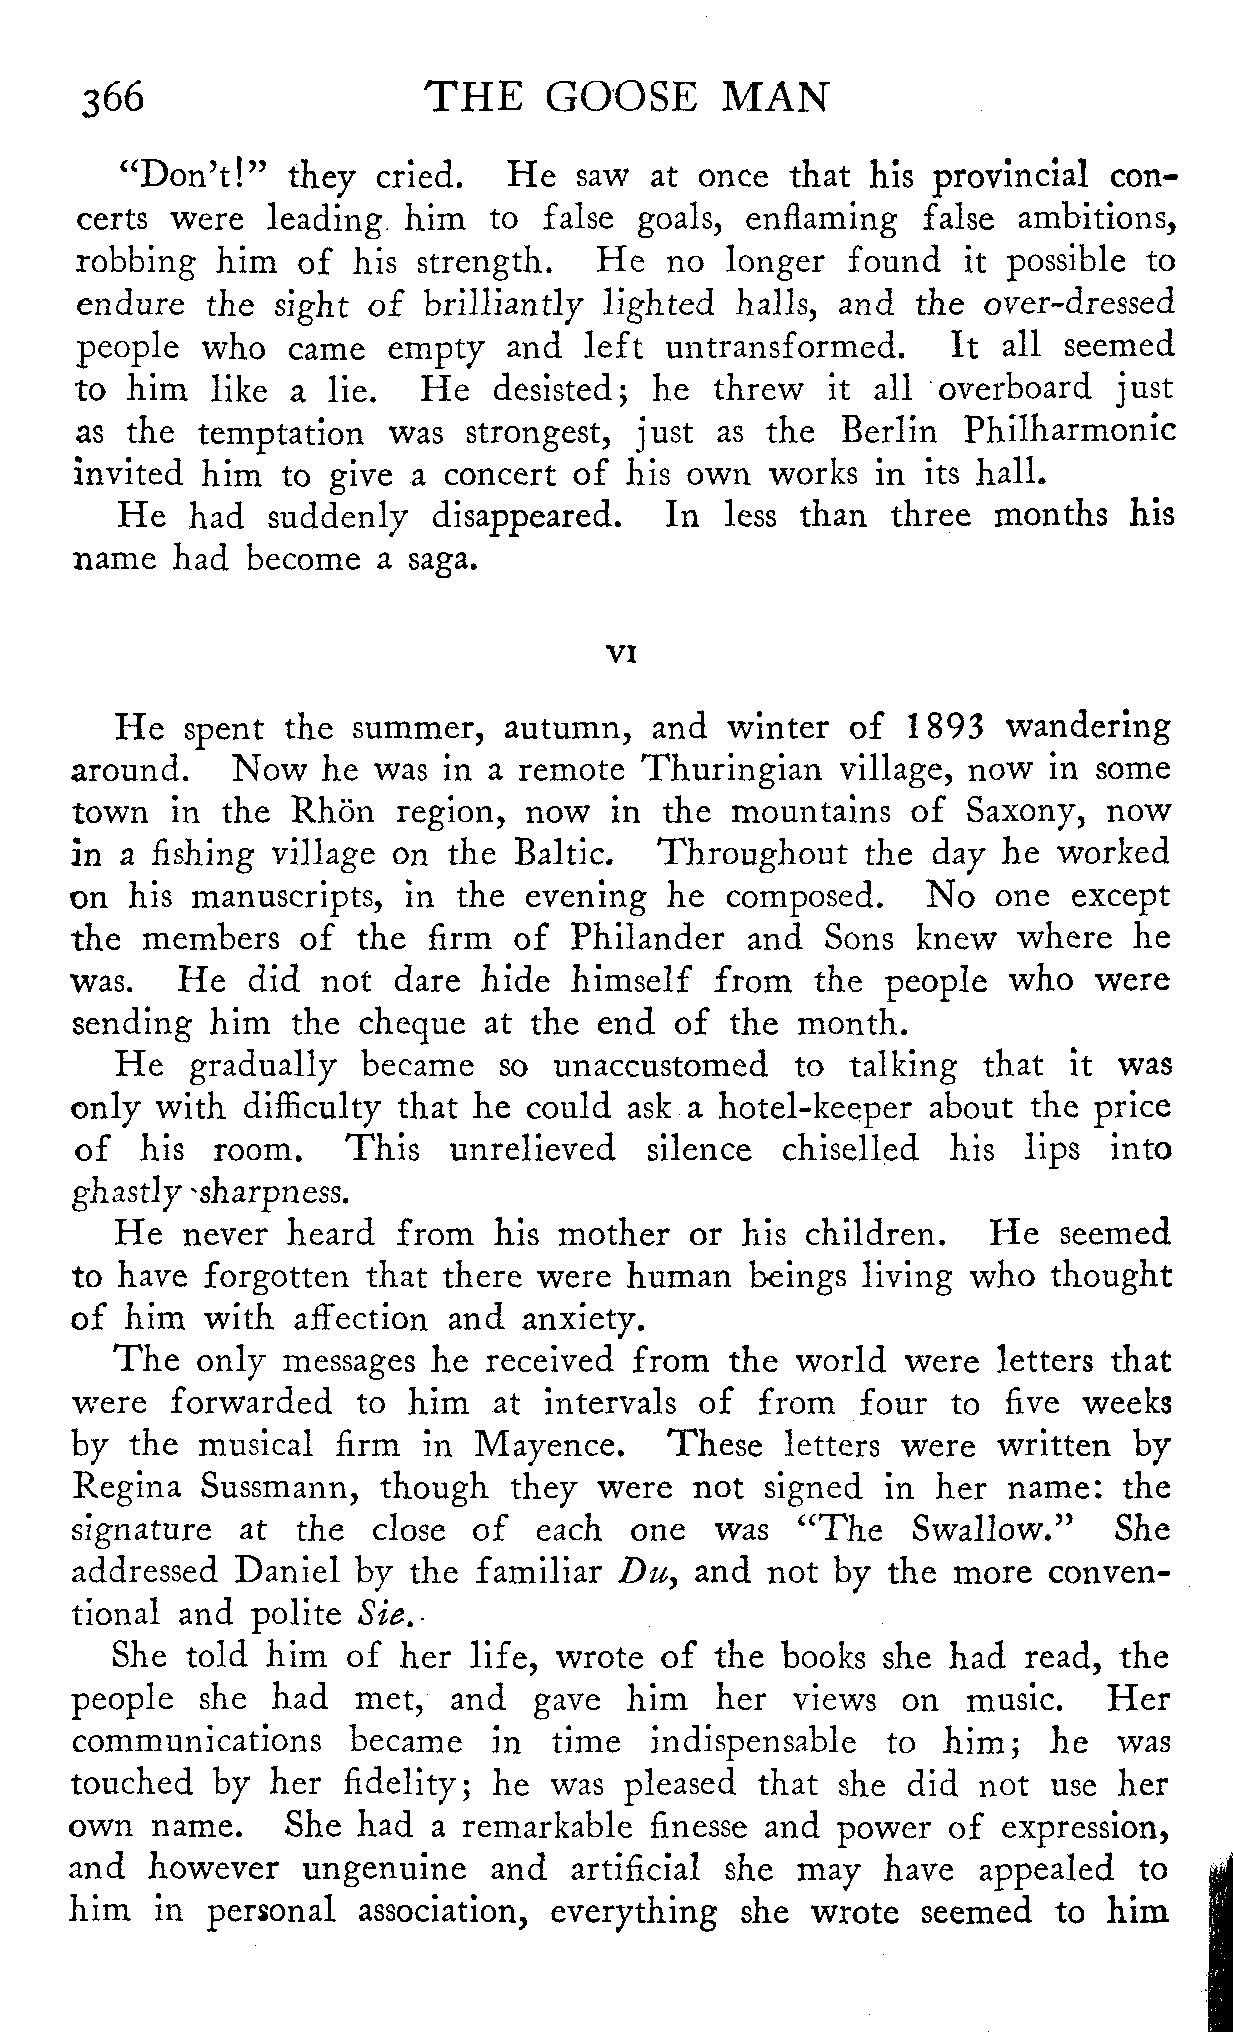 366 THE GOOSE MAN
“Don’t!” they cried. He saw at once that his provincial con-
certs were leading him to false goals, enflaming false ambitions,
robbing him of his strength. He no longer found it possible to
endure the sight of brilliantly lighted halls, and the over-dressed
people who came empty and left untransformed. It all seemed
to him like a lie. He desisted; he threw it all overboard just
as the temptation was strongest, just as the Berlin Philharmonic
invited him to give a concert of his own works in its hall.
He had suddenly disappeared. In less than three months his
name had become a saga.
VI
He spent the summer, autumn, and winter of 1893 wandering
around. Now he was in a remote Thuringian village, now in some
town in the Rhön region, now in the mountains of Saxony, now
in a fishing village on the Baltic. Throughout the day he worked
on his manuscripts, in the evening he composed. No one except
the members of the firm of Philander and Sons knew where he
was. He did not dare hide himself from the people who were
sending him the cheque at the end of the month.
He gradually became so unaccustomed to talking that it was
only with difficulty that he could ask a hotel-keeper about the price
of his room. This unrelieved silence chiselled his lips into
ghastly sharpness.
He never heard from his mother or his children. He seemed
to have forgotten that there were human beings living who thought
of him with affection and anxiety.
The only messages he received from the world were letters that
were forwarded to him at intervals of from four to five weeks
by the musical firm in Mayence. These letters were written by
Regina Sussmann, though they were not signed in her name: the
signature at the close of each one was “The Swallow.” She
addressed Daniel by the familiar Du, and not by the more conven-
tional and polite Sie.
She told him of her life, wrote of the books she had read, the
people she had met, and gave him her views on music. Her
communications became in time indispensable to him; he was
touched by her fidelity; he was pleased that she did not use her
own name. She had a remarkable finesse and power of expression,
and however ungenuine and artificial she may have appealed to
him in personal association, everything she wrote seemed to him